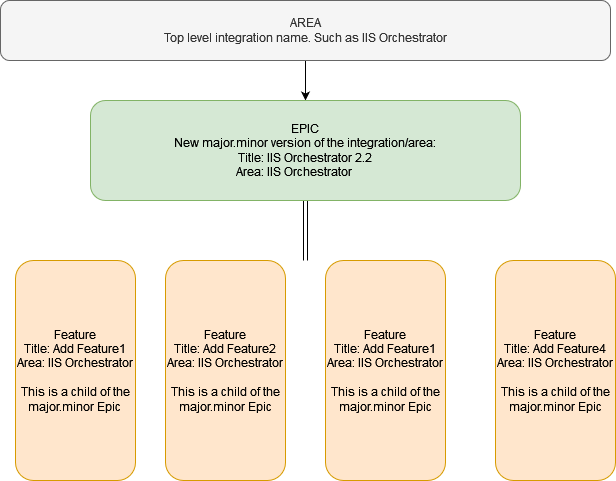 AREA
Top level integration name. Such as IIS Orchestrator
EPIC
New major.minor version of the integration/area:
Title: IIS Orchestrator 2.2
Area: IIS Orchestrator
Feature
Title: Add Feature1
Area: IIS Orchestrator
This is a child of the
major.minor Epic
Feature
Title: Add Feature2
Area: IIS Orchestrator
This is a child of the
major.minor Epic
Feature
Title: Add Feature1
Area: IIS Orchestrator
This is a child of the
major.minor Epic
Feature
Title: Add Feature4
Area: IIS Orchestrator
This is a child of the
major.minor Epic